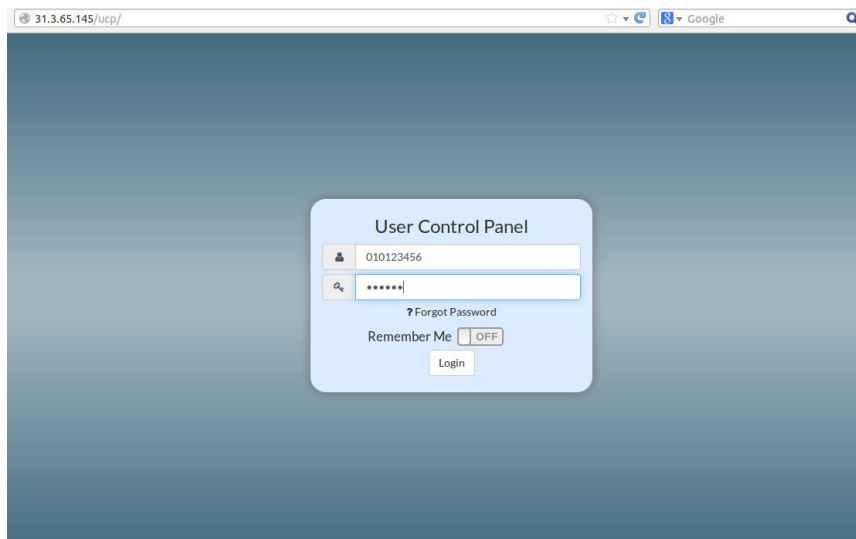 31.3.65.145/ucp/
Google
User Control Panel
010123456
••••••
? Forgot Password
Remember Me OFF
Login